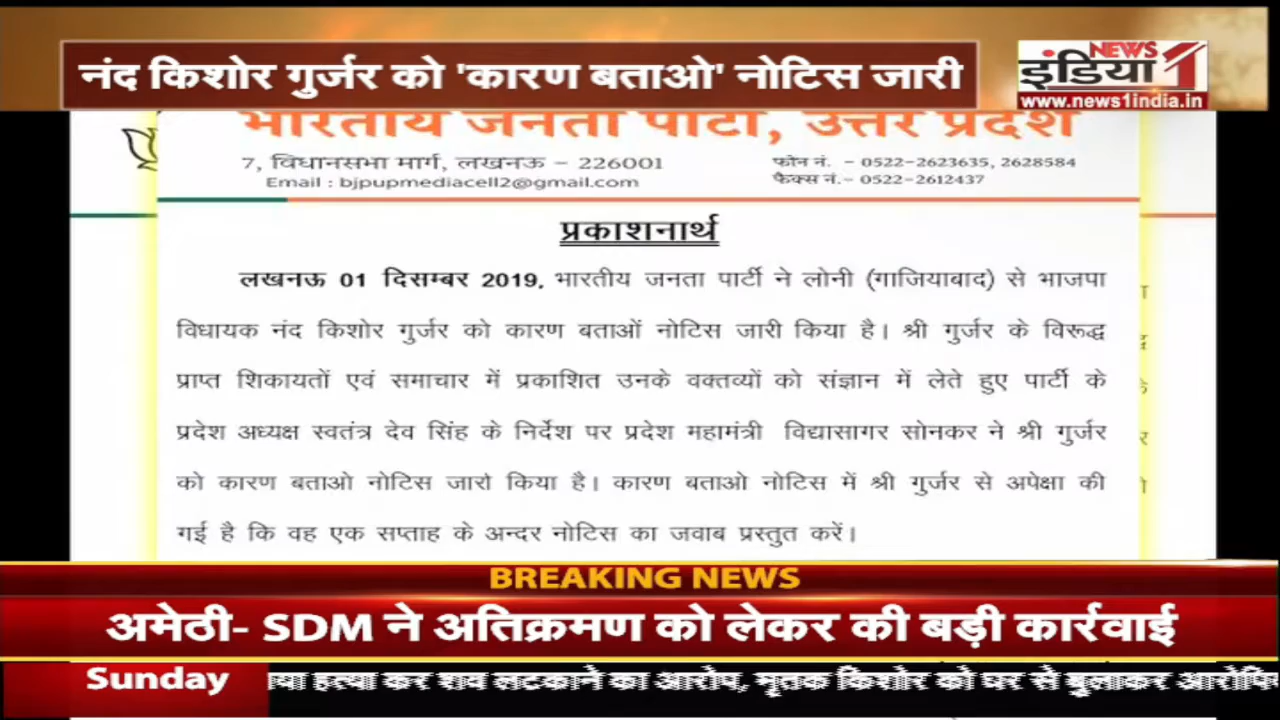 नंद किशोर गुर्जर को 'कारण बताओ' नोटिस जारी
NEWS
इंडिया 1
www.news1india.in
भारतीय जनता पार्टी, उत्तर प्रदेश
7, विधानसभा मार्ग, लखनऊ – 226001
फोन नं. – 0522-2623635, 2628584
Email : bjpupmediacell2@gmail.com
फैक्स नं.– 0522-2612437
प्रकाशनार्थ
लखनऊ 01 दिसम्बर 2019, भारतीय जनता पार्टी ने लोनी (गाजियाबाद) से भाजपा
विधायक नंद किशोर गुर्जर को कारण बताओं नोटिस जारी किया है। श्री गुर्जर के विरूद्ध
प्राप्त शिकायतों एवं समाचार में प्रकाशित उनके वक्तव्यों को संज्ञान में लेते हुए पार्टी के
प्रदेश अध्यक्ष स्वतंत्र देव सिंह के निर्देश पर प्रदेश महामंत्री विद्यासागर सोनकर ने श्री गुर्जर
को कारण बताओ नोटिस जारी किया है। कारण बताओ नोटिस में श्री गुर्जर से अपेक्षा की
गई है कि वह एक सप्ताह के अन्दर नोटिस का जवाब प्रस्तुत करें।
BREAKING NEWS
अमेठी- SDM ने अतिक्रमण को लेकर की बड़ी कार्रवाई
Sunday
हत्या कर शव लटकाने का आरोप, मृतक किशोर को घर से बुलाकर